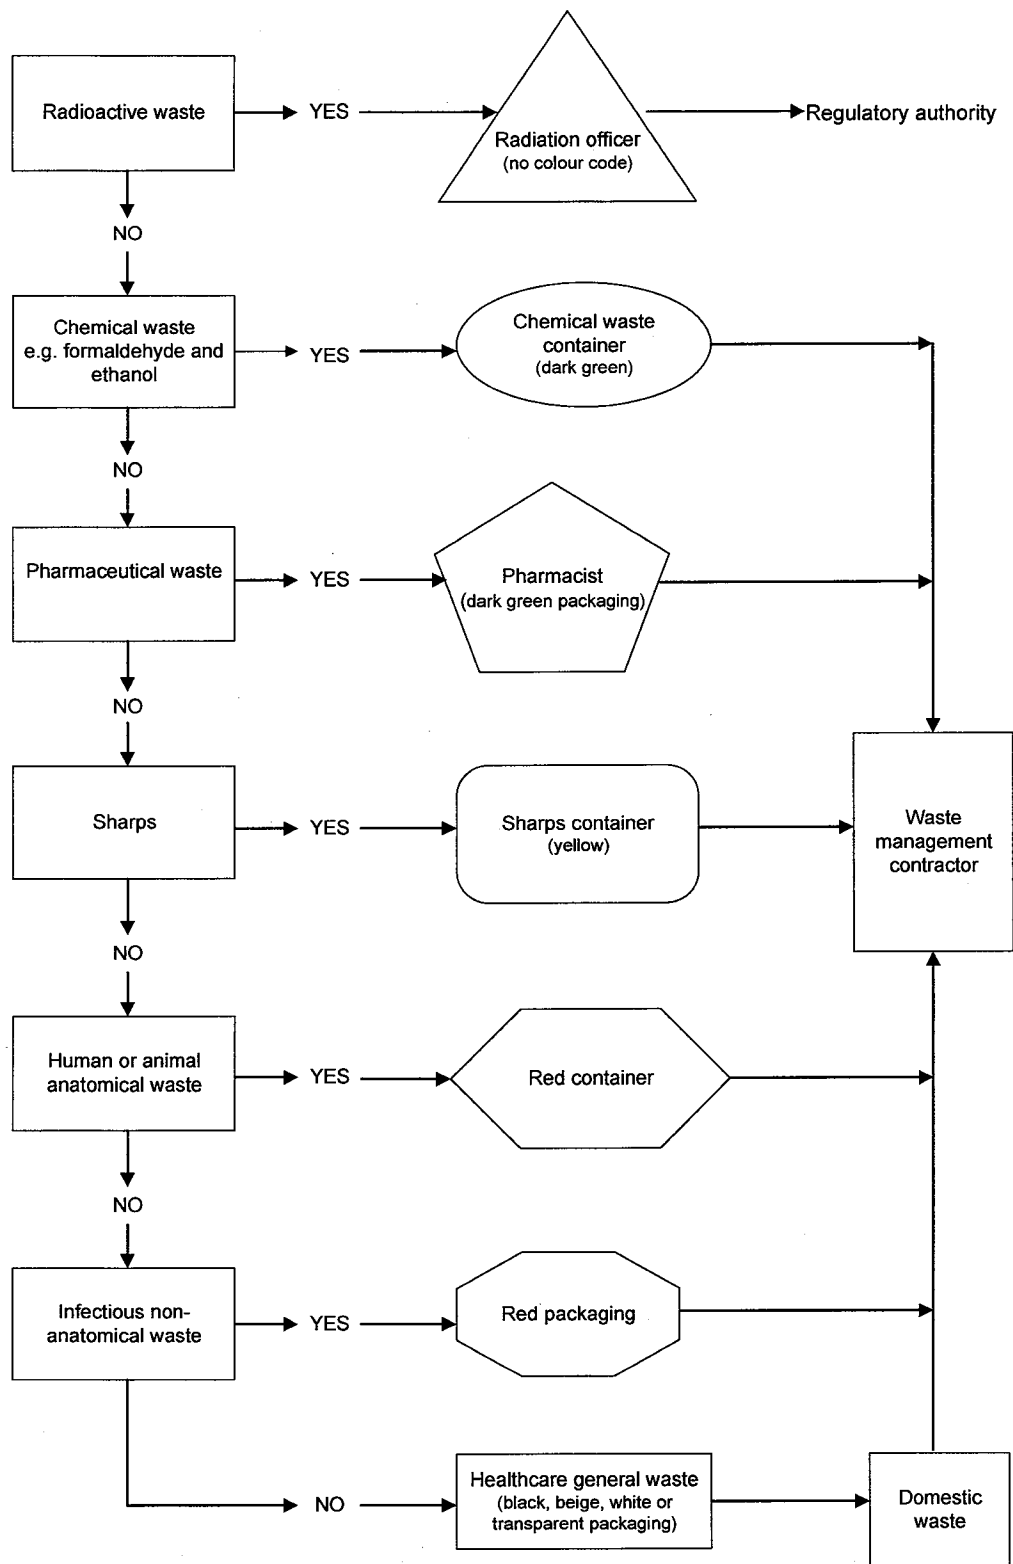 Radioactive waste
YES
Radiation officer
(no colour code)
Regulatory authority
NO
Chemical waste
e.g. formaldehyde and
ethanol
YES
Chemical waste
container
(dark green)
NO
Pharmaceutical waste
YES
Pharmacist
(dark green packaging)
NO
Sharps
YES
Sharps container
(yellow)
Waste
management
contractor
NO
Human or animal
anatomical waste
YES
Red container
NO
Infectious non-
anatomical waste
YES
Red packaging
NO
Healthcare general waste
(black, beige, white or
transparent packaging)
Domestic
waste